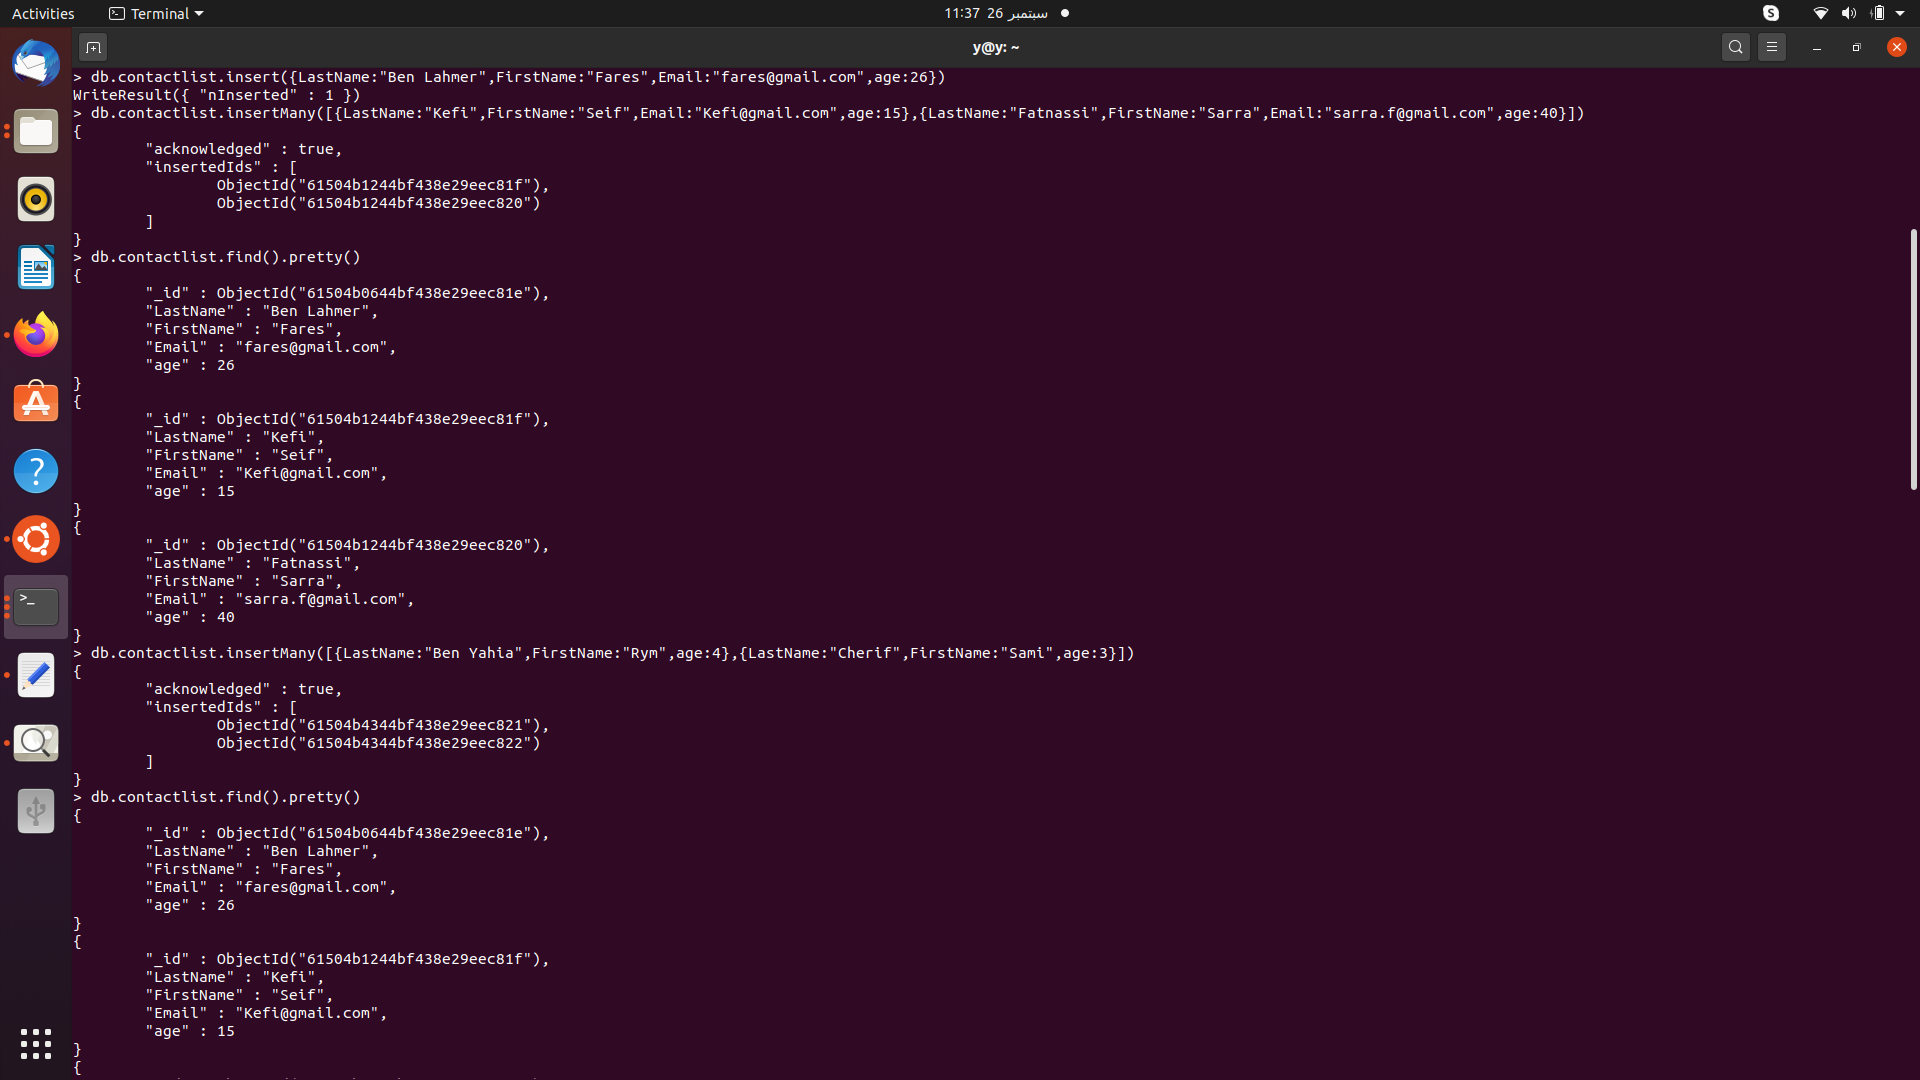 Activities
Terminal
11:37 26 سبتمبر
S
y@y: ~
> db.contactlist.insert({LastName:"Ben Lahmer",FirstName:"Fares",Email:"fares@gmail.com",age:26})
WriteResult({ "nInserted" : 1 })
> db.contactlist.insertMany([{LastName:"Kefi",FirstName:"Seif",Email:"Kefi@gmail.com",age:15},{LastName:"Fatnassi",FirstName:"Sarra",Email:"sarra.f@gmail.com",age:40}])
{
"acknowledged" : true,
"insertedIds" : [
ObjectId("61504b1244bf438e29eec81f"),
ObjectId("61504b1244bf438e29eec820")
]
}
> db.contactlist.find().pretty()
{
"_id" : ObjectId("61504b0644bf438e29eec81e"),
"LastName" : "Ben Lahmer",
"FirstName" : "Fares",
"Email" : "fares@gmail.com",
"age" : 26
}
{
"_id" : ObjectId("61504b1244bf438e29eec81f"),
"LastName" : "Kefi",
"FirstName" : "Seif",
"Email" : "Kefi@gmail.com",
"age" : 15
}
{
"_id" : ObjectId("61504b1244bf438e29eec820"),
"LastName" : "Fatnassi",
"FirstName" : "Sarra",
"Email" : "sarra.f@gmail.com",
"age" : 40
}
> db.contactlist.insertMany([{LastName:"Ben Yahia",FirstName:"Rym",age:4},{LastName:"Cherif",FirstName:"Sami",age:3}])
{
"acknowledged" : true,
"insertedIds" : [
ObjectId("61504b4344bf438e29eec821"),
ObjectId("61504b4344bf438e29eec822")
]
}
> db.contactlist.find().pretty()
{
"_id" : ObjectId("61504b0644bf438e29eec81e"),
"LastName" : "Ben Lahmer",
"FirstName" : "Fares",
"Email" : "fares@gmail.com",
"age" : 26
}
{
"_id" : ObjectId("61504b1244bf438e29eec81f"),
"LastName" : "Kefi",
"FirstName" : "Seif",
"Email" : "Kefi@gmail.com",
"age" : 15
}
{